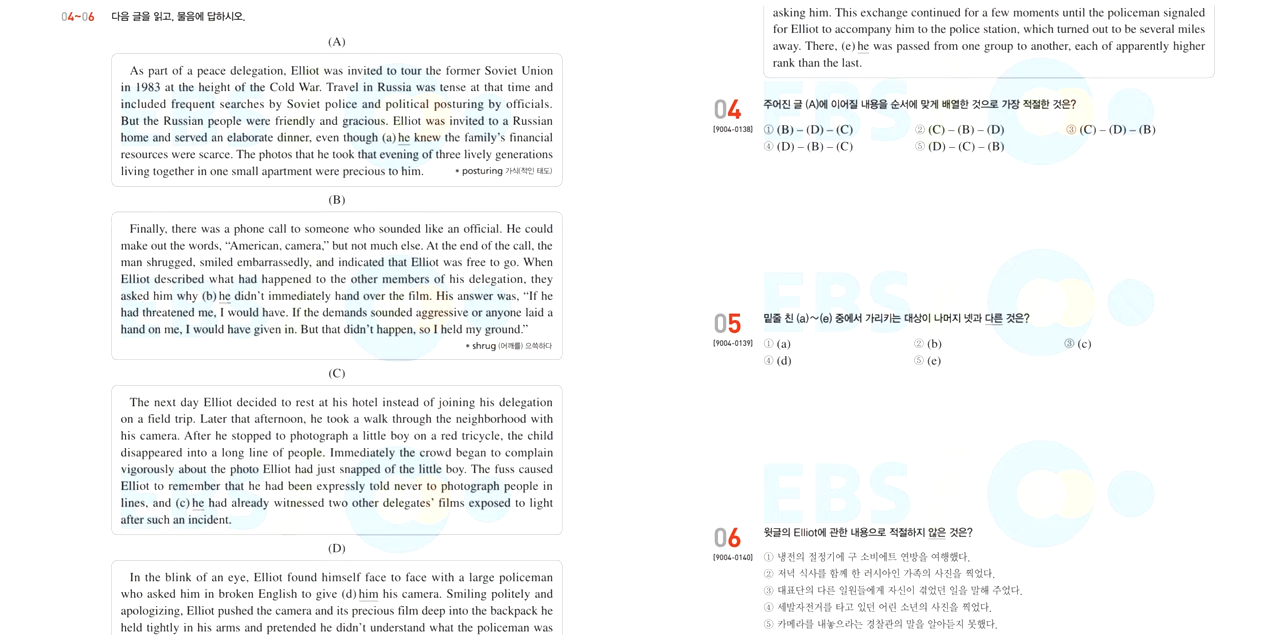 04~06 다음 글을 읽고, 물음에 답하시오.
(A)
As part of a peace delegation, Elliot was invited to tour the former Soviet Union
in 1983 at the height of the Cold War. Travel in Russia was tense at that time and
included frequent searches by Soviet police and political posturing by officials.
But the Russian people were friendly and gracious. Elliot was invited to a Russian
home and served an elaborate dinner, even though (a) he knew the family's financial
resources were scarce. The photos that he took that evening of three lively generations
living together in one small apartment were precious to him.
* posturing 가식(적인 태도)
(B)
Finally, there was a phone call to someone who sounded like an official. He could
make out the words, “American, camera,” but not much else. At the end of the call, the
man shrugged, smiled embarrassedly, and indicated that Elliot was free to go. When
Elliot described what had happened to the other members of his delegation, they
asked him why (b) he didn't immediately hand over the film. His answer was, “If he
had threatened me, I would have. If the demands sounded aggressive or anyone laid a
hand on me, I would have given in. But that didn't happen, so I held my ground.”
* shrug (어깨를) 으쓱하다
(C)
The next day Elliot decided to rest at his hotel instead of joining his delegation
on a field trip. Later that afternoon, he took a walk through the neighborhood with
his camera. After he stopped to photograph a little boy on a red tricycle, the child
disappeared into a long line of people. Immediately the crowd began to complain
vigorously about the photo Elliot had just snapped of the little boy. The fuss caused
Elliot to remember that he had been expressly told never to photograph people in
lines, and (c) he had already witnessed two other delegates' films exposed to light
after such an incident.
(D)
In the blink of an eye, Elliot found himself face to face with a large policeman
who asked him in broken English to give (d) him his camera. Smiling politely and
apologizing, Elliot pushed the camera and its precious film deep into the backpack he
held tightly in his arms and pretended he didn't understand what the policeman was
asking him. This exchange continued for a few moments until the policeman signaled
for Elliot to accompany him to the police station, which turned out to be several miles
away. There, (e) he was passed from one group to another, each of apparently higher
rank than the last.
04 주어진 글 (A)에 이어질 내용을 순서에 맞게 배열한 것으로 가장 적절한 것은?
[9004-0138]
① (B) – (D) – (C) ② (C) – (B) – (D) ③ (C) – (D) – (B)
④ (D) – (B) – (C) ⑤ (D) – (C) – (B)
EBS
05 밑줄 친 (a)~(e) 중에서 가리키는 대상이 나머지 넷과 다른 것은?
[9004-0139]
① (a) ② (b) ③ (c)
④ (d) ⑤ (e)
EBS
06 윗글의 Elliot에 관한 내용으로 적절하지 않은 것은?
[9004-0140]
① 냉전의 절정기에 구 소비에트 연방을 여행했다.
② 저녁 식사를 함께 한 러시아인 가족의 사진을 찍었다.
③ 대표단의 다른 일원들에게 자신이 겪었던 일을 말해 주었다.
④ 세발자전거를 타고 있던 어린 소년의 사진을 찍었다.
⑤ 카메라를 내놓으라는 경찰관의 말을 알아듣지 못했다.